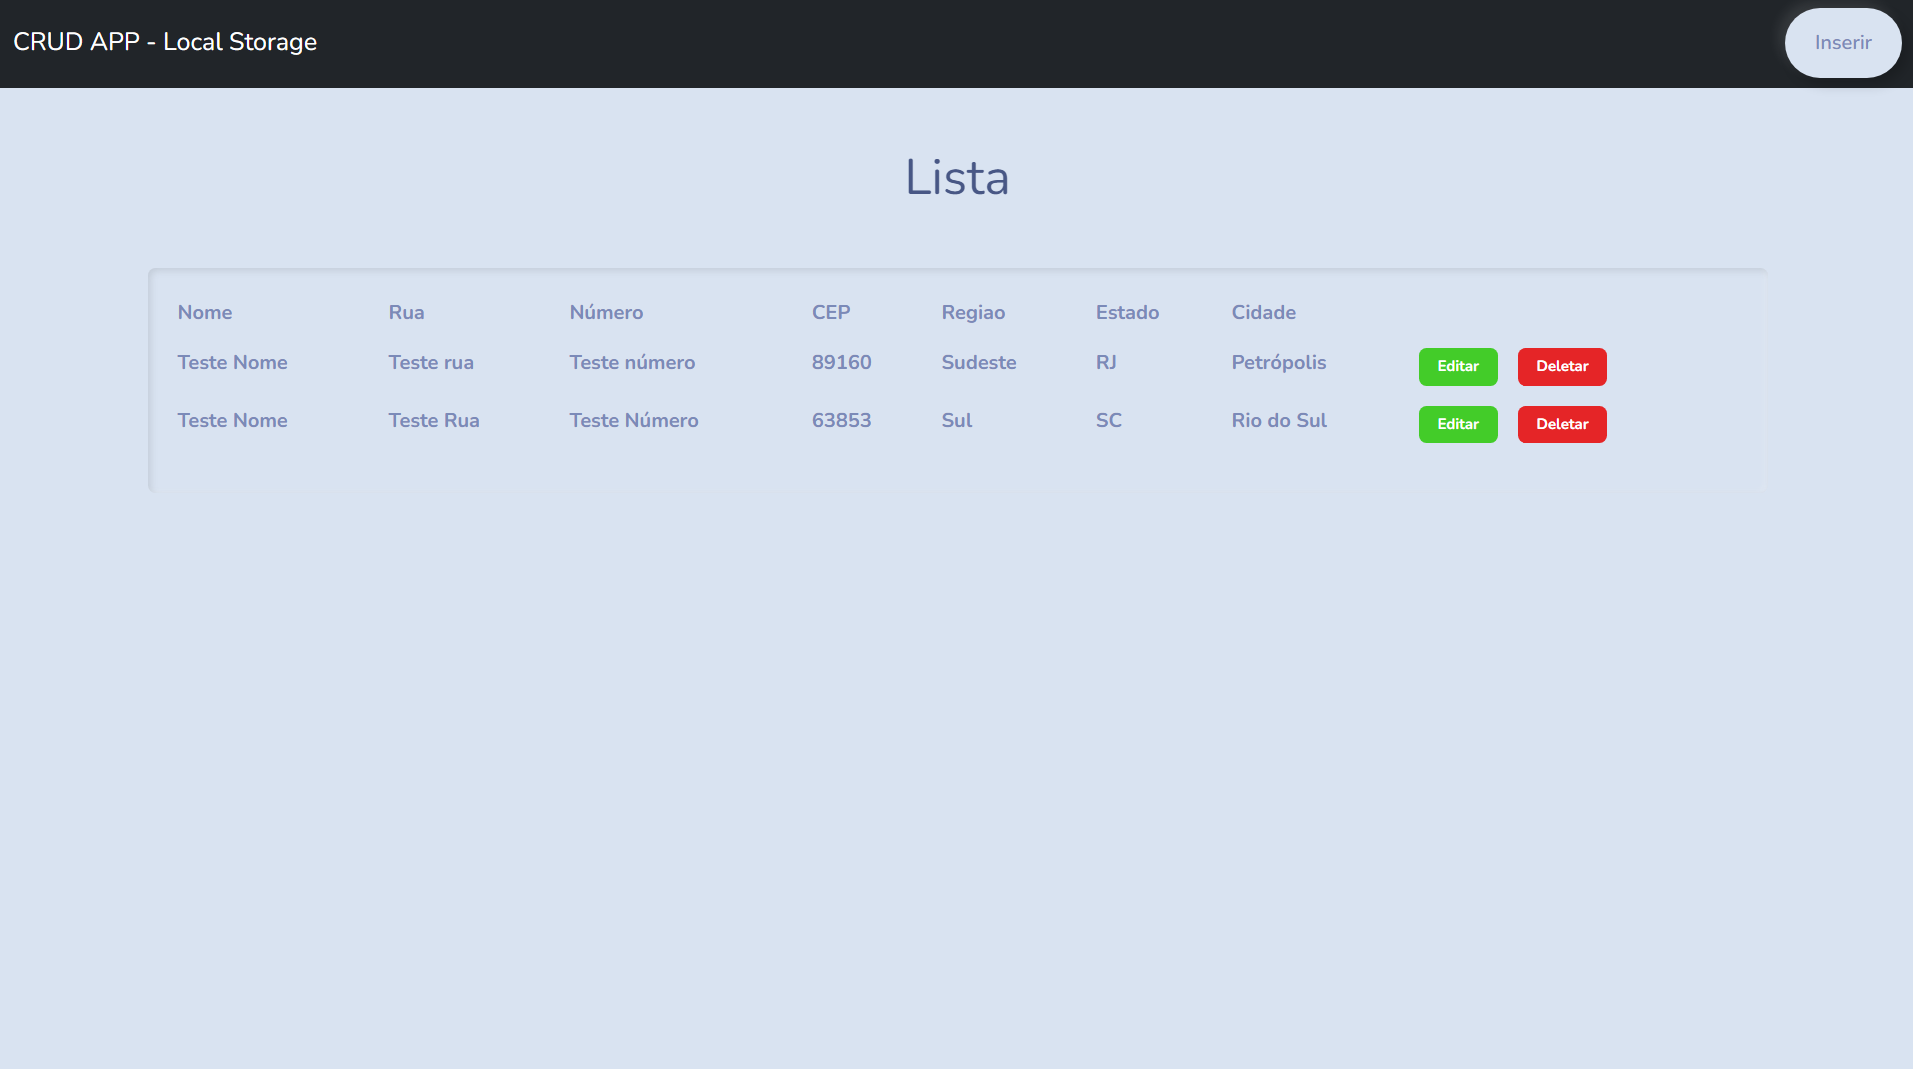 CRUD APP - Local Storage Inserir
Lista
Nome Rua Número CEP Regiao Estado Cidade
Teste Nome Teste rua Teste número 89160 Sudeste RJ Petrópolis Editar Deletar
Teste Nome Teste Rua Teste Número 63853 Sul SC Rio do Sul Editar Deletar